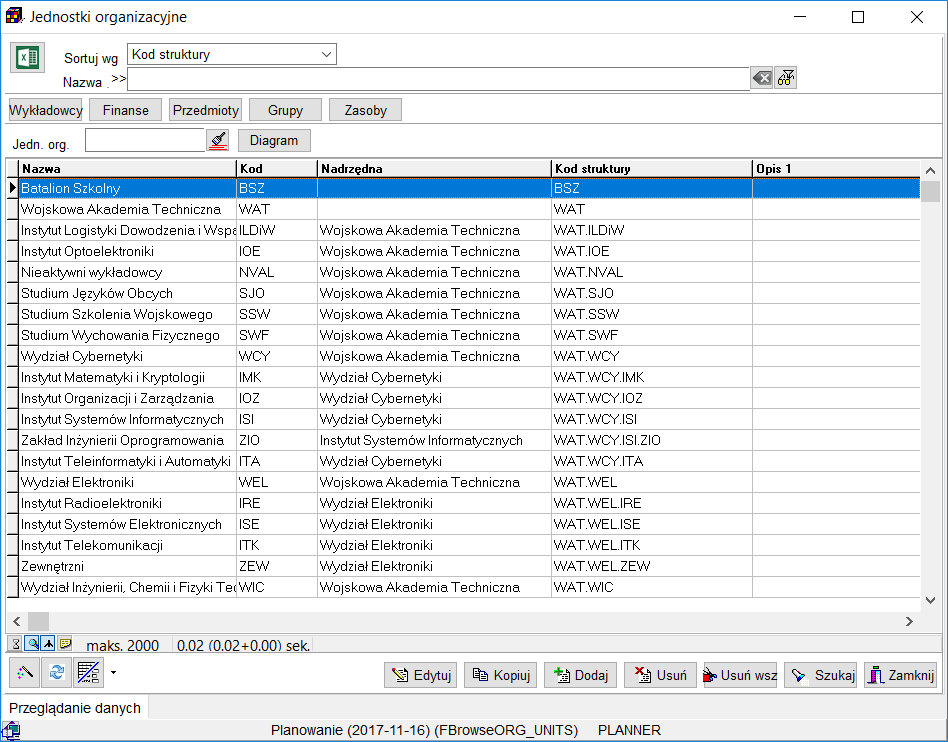 Jednostki organizacyjne
Sortuj wg Kod struktury
Nazwa . >>
Wykładowcy Finanse Przedmioty Grupy Zasoby
Jedn. org. Diagram
Nazwa Kod Nadrzędna Kod struktury Opis 1
Batalion Szkolny BSZ BSZ
Wojskowa Akademia Techniczna WAT WAT
Instytut Logistyki Dowodzenia i Wspa ILDiW Wojskowa Akademia Techniczna WAT.ILDiW
Instytut Optoelektroniki IOE Wojskowa Akademia Techniczna WAT.IOE
Nieaktywni wykładowcy NVAL Wojskowa Akademia Techniczna WAT.NVAL
Studium Języków Obcych SJO Wojskowa Akademia Techniczna WAT.SJO
Studium Szkolenia Wojskowego SSW Wojskowa Akademia Techniczna WAT.SSW
Studium Wychowania Fizycznego SWF Wojskowa Akademia Techniczna WAT.SWF
Wydział Cybernetyki WCY Wojskowa Akademia Techniczna WAT.WCY
Instytut Matematyki i Kryptologii IMK Wydział Cybernetyki WAT.WCY.IMK
Instytut Organizacji i Zarządzania IOZ Wydział Cybernetyki WAT.WCY.IOZ
Instytut Systemów Informatycznych ISI Wydział Cybernetyki WAT.WCY.ISI
Zakład Inżynierii Oprogramowania ZIO Instytut Systemów Informatycznych WAT.WCY.ISI.ZIO
Instytut Teleinformatyki i Automatyki ITA Wydział Cybernetyki WAT.WCY.ITA
Wydział Elektroniki WEL Wojskowa Akademia Techniczna WAT.WEL
Instytut Radioelektroniki IRE Wydział Elektroniki WAT.WEL.IRE
Instytut Systemów Elektronicznych ISE Wydział Elektroniki WAT.WEL.ISE
Instytut Telekomunikacji ITK Wydział Elektroniki WAT.WEL.ITK
Zewnętrzni ZEW Wydział Elektroniki WAT.WEL.ZEW
Wydział Inżynierii, Chemii i Fizyki Tec WIC Wojskowa Akademia Techniczna WAT.WIC
maks. 2000 0.02 (0.02+0.00) sek.
Edytuj Kopiuj Dodaj Usuń Usuń wsz Szukaj Zamknij
Przeglądanie danych
Planowanie (2017-11-16) (FBrowseORG_UNITS) PLANNER